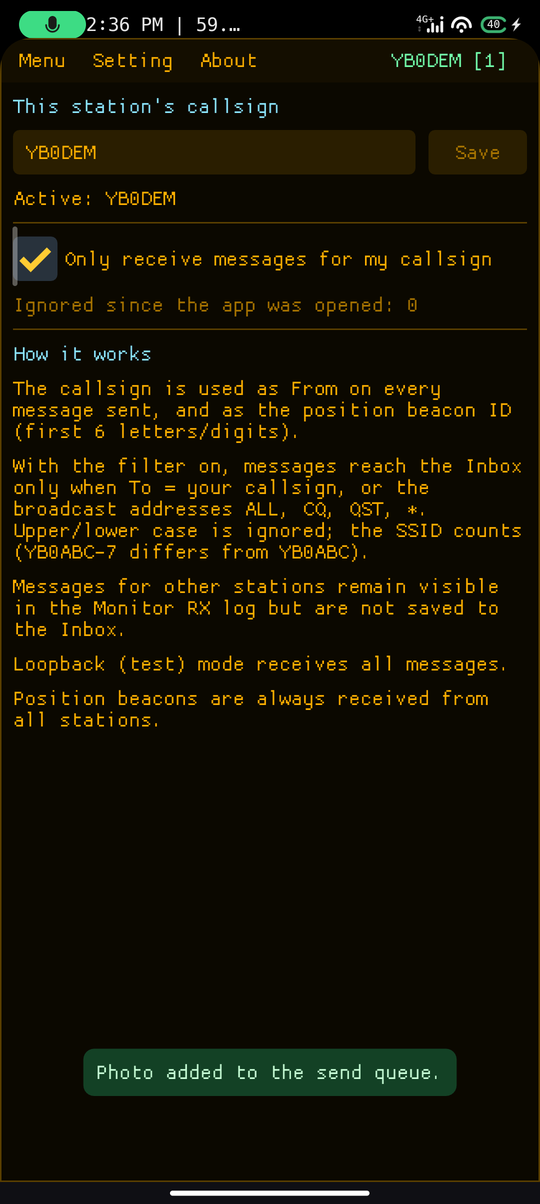 2:36 PM | 59.…
4G+
40
Menu Setting About YB0DEM [1]
This station's callsign
YB0DEM Save
Active: YB0DEM
Only receive messages for my callsign
Ignored since the app was opened: 0
How it works
The callsign is used as From on every
message sent, and as the position beacon ID
(first 6 letters/digits).
With the filter on, messages reach the Inbox
only when To = your callsign, or the
broadcast addresses ALL, CQ, QST, *.
Upper/lower case is ignored; the SSID counts
(YB0ABC-7 differs from YB0ABC).
Messages for other stations remain visible
in the Monitor RX log but are not saved to
the Inbox.
Loopback (test) mode receives all messages.
Position beacons are always received from
all stations.
Photo added to the send queue.